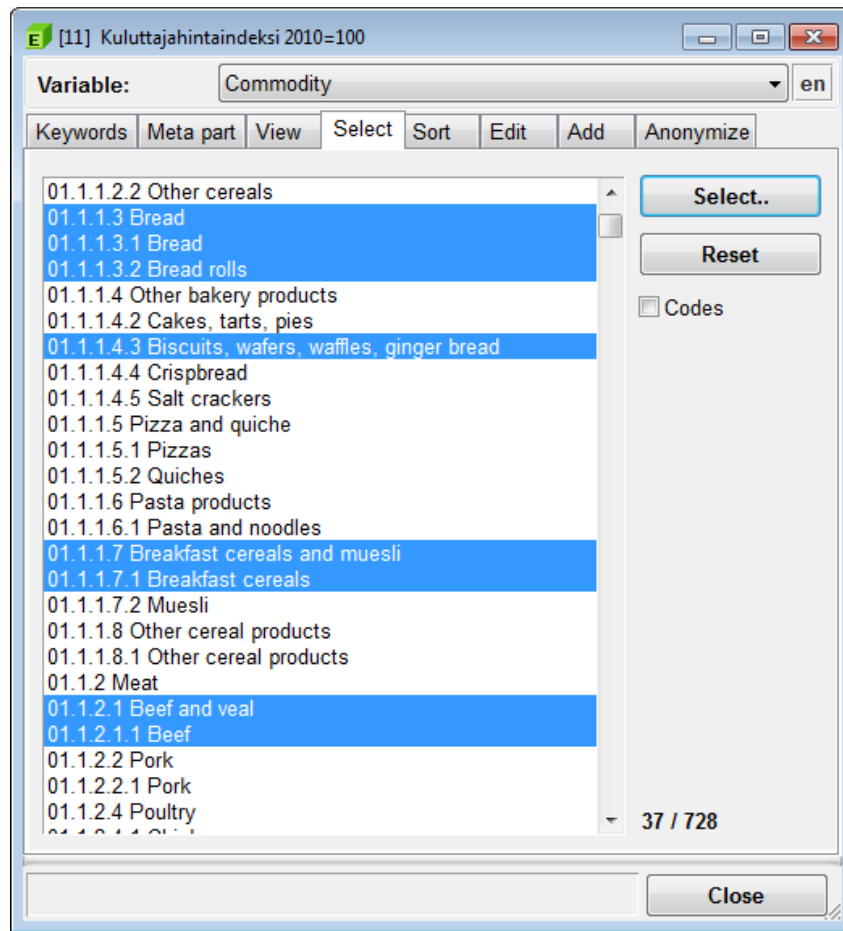 E [11] Kuluttajahintaindeksi 2010=100
Variable: Commodity en
Keywords Meta part View Select Sort Edit Add Anonymize
01.1.1.2.2 Other cereals
01.1.1.3 Bread
01.1.1.3.1 Bread
01.1.1.3.2 Bread rolls
01.1.1.4 Other bakery products
01.1.1.4.2 Cakes, tarts, pies
01.1.1.4.3 Biscuits, wafers, waffles, ginger bread
01.1.1.4.4 Crispbread
01.1.1.4.5 Salt crackers
01.1.1.5 Pizza and quiche
01.1.1.5.1 Pizzas
01.1.1.5.2 Quiches
01.1.1.6 Pasta products
01.1.1.6.1 Pasta and noodles
01.1.1.7 Breakfast cereals and muesli
01.1.1.7.1 Breakfast cereals
01.1.1.7.2 Muesli
01.1.1.8 Other cereal products
01.1.1.8.1 Other cereal products
01.1.2 Meat
01.1.2.1 Beef and veal
01.1.2.1.1 Beef
01.1.2.2 Pork
01.1.2.2.1 Pork
01.1.2.4 Poultry
Select..
Reset
Codes
37 / 728
Close